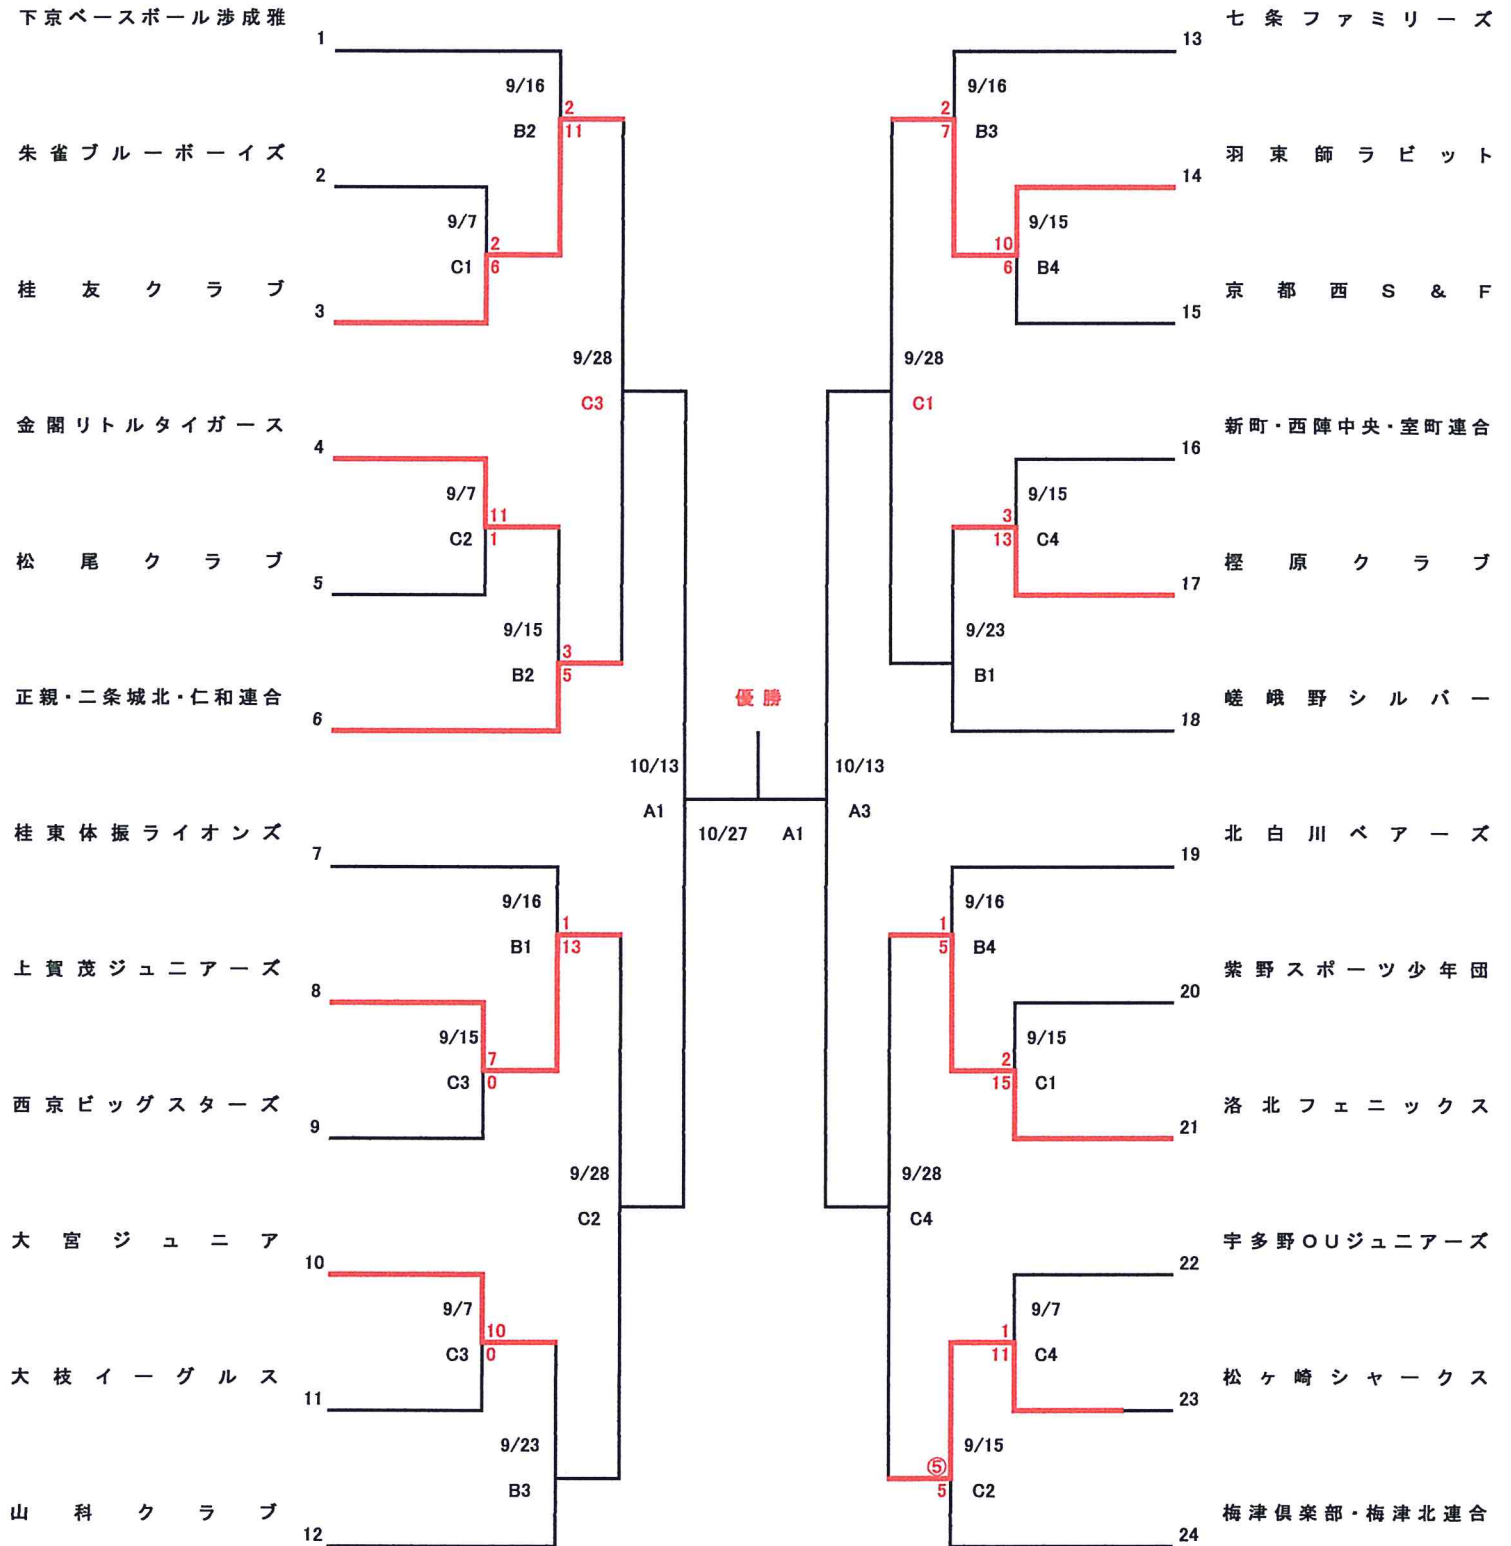 下京ベースボール渉成雅
1
9/16
2
B2
11
朱雀ブルーボーイズ
2
9/7
2
C1
6
桂友クラブ
3
9/28
C3
金閣リトルタイガース
4
9/7
11
C2
1
松尾クラブ
5
9/15
3
B2
5
正親・二条城北・仁和連合
6
10/13
A1
桂東体振ライオンズ
7
9/16
1
B1
13
上賀茂ジュニアーズ
8
9/15
7
C3
0
西京ビッグスターズ
9
9/28
C2
大宮ジュニア
10
9/7
10
C3
0
大枝イーグルス
11
9/23
B3
山科クラブ
12
優勝
10/27 A1
七条ファミリーズ
13
9/16
2
7
B3
羽束師ラビット
14
9/15
10
6
B4
京都西S&F
15
9/28
C1
新町・西陣中央・室町連合
16
9/15
3
13
C4
樫原クラブ
17
9/23
B1
嵯峨野シルバー
18
10/13
A3
北白川ベアーズ
19
9/16
1
5
B4
紫野スポーツ少年団
20
9/15
2
15
C1
洛北フェニックス
21
9/28
C4
宇多野OUジュニアーズ
22
9/7
1
11
C4
松ヶ崎シャークス
23
9/15
⑤
5
C2
梅津倶楽部・梅津北連合
24